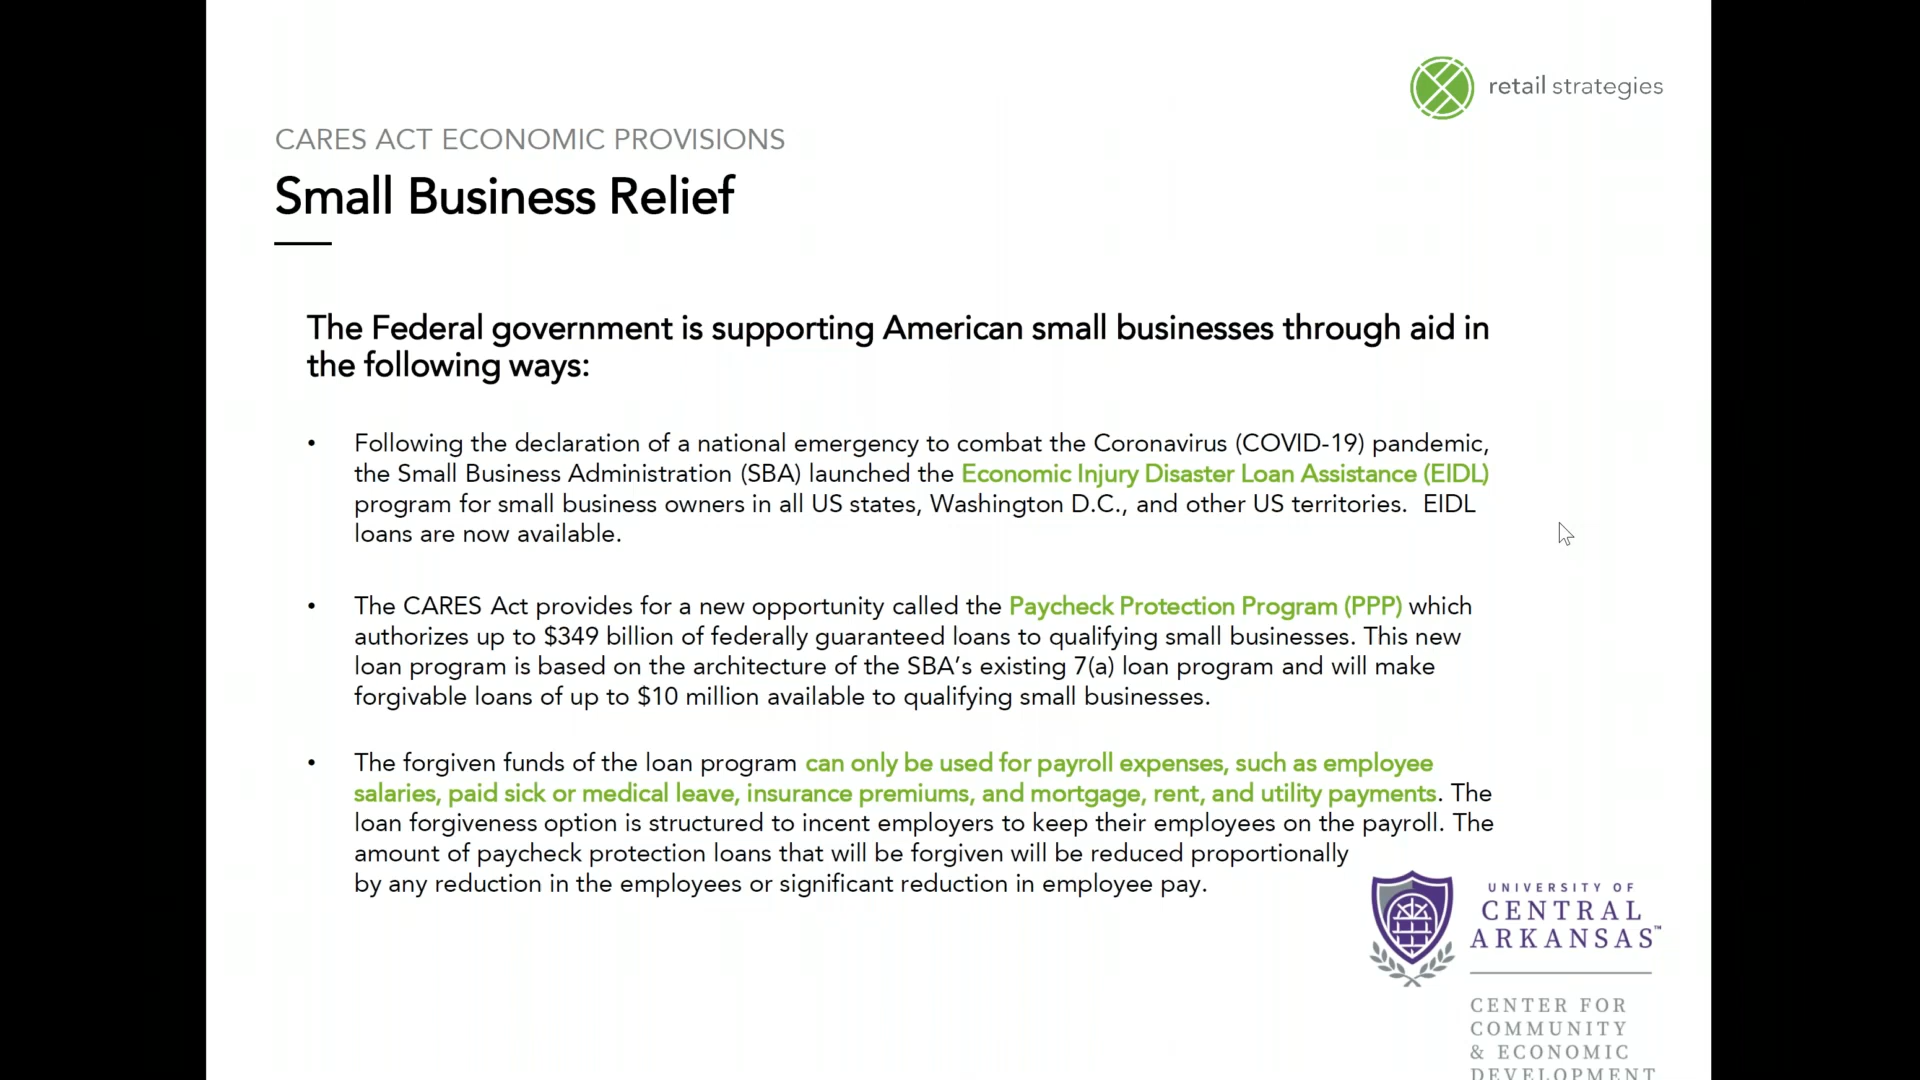 retail strategies
CARES ACT ECONOMIC PROVISIONS
Small Business Relief
The Federal government is supporting American small businesses through aid in
the following ways:
• Following the declaration of a national emergency to combat the Coronavirus (COVID-19) pandemic,
the Small Business Administration (SBA) launched the Economic Injury Disaster Loan Assistance (EIDL)
program for small business owners in all US states, Washington D.C., and other US territories. EIDL
loans are now available.
• The CARES Act provides for a new opportunity called the Paycheck Protection Program (PPP) which
authorizes up to $349 billion of federally guaranteed loans to qualifying small businesses. This new
loan program is based on the architecture of the SBA's existing 7(a) loan program and will make
forgivable loans of up to $10 million available to qualifying small businesses.
• The forgiven funds of the loan program can only be used for payroll expenses, such as employee
salaries, paid sick or medical leave, insurance premiums, and mortgage, rent, and utility payments. The
loan forgiveness option is structured to incent employers to keep their employees on the payroll. The
amount of paycheck protection loans that will be forgiven will be reduced proportionally
by any reduction in the employees or significant reduction in employee pay.
UNIVERSITY OF
CENTRAL
ARKANSAS™
CENTER FOR
COMMUNITY
& ECONOMIC
DEVELOPMENT